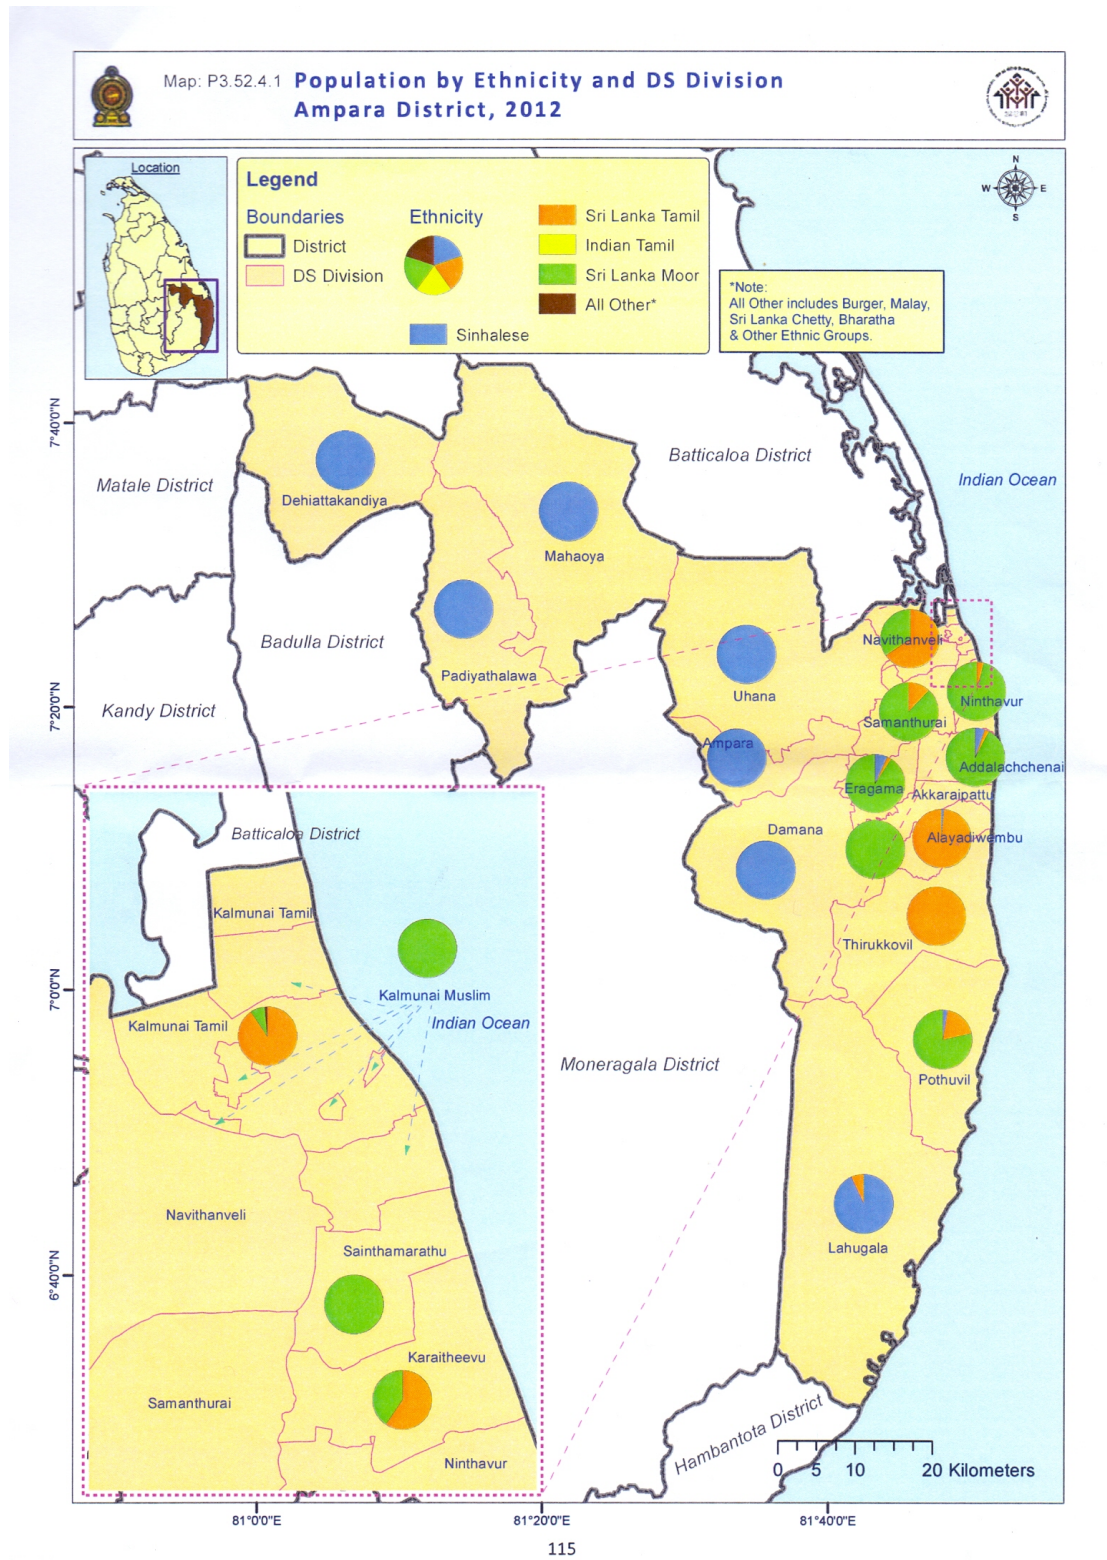 Map: P3.52.4.1
Population by Ethnicity and DS Division
Ampara District, 2012
Location
Legend
Boundaries
District
DS Division
Ethnicity
Sinhalese
Sri Lanka Tamil
Indian Tamil
Sri Lanka Moor
All Other*
N
W
E
S
*Note:
All Other includes Burger, Malay,
Sri Lanka Chetty, Bharatha
& Other Ethnic Groups.
7°40'0"N
Matale District
Dehiattakandiya
Batticaloa District
Indian Ocean
Mahaoya
Badulla District
Padiyathalawa
Kandy District
7°20'0"N
Uhana
Navithanveli
Ninthavur
Samanthurai
Ampara
Addalachchenai
Eragama
Akkaraipattu
Damana
Alayadiwembu
Thirukkovil
Batticaloa District
Kalmunai Tamil
7°0'0"N
Kalmunai Muslim
Kalmunai Tamil
Indian Ocean
Moneragala District
Pothuvil
Navithanveli
Sainthamarathu
Lahugala
6°40'0"N
Karaitheevu
Samanthurai
Ninthavur
Hambantota District
0 5 10 20 Kilometers
81°0'0"E
81°20'0"E
81°40'0"E
115